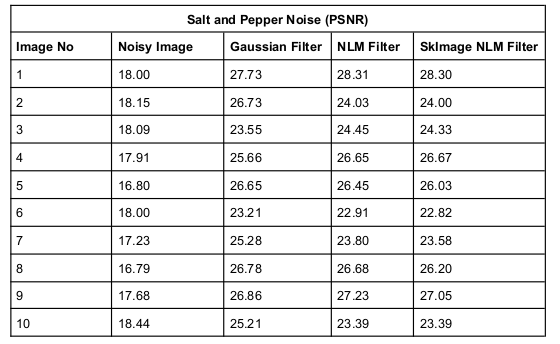 Salt and Pepper Noise (PSNR)
Image No Noisy Image Gaussian Filter NLM Filter SkImage NLM Filter
1 18.00 27.73 28.31 28.30
2 18.15 26.73 24.03 24.00
3 18.09 23.55 24.45 24.33
4 17.91 25.66 26.65 26.67
5 16.80 26.65 26.45 26.03
6 18.00 23.21 22.91 22.82
7 17.23 25.28 23.80 23.58
8 16.79 26.78 26.68 26.20
9 17.68 26.86 27.23 27.05
10 18.44 25.21 23.39 23.39